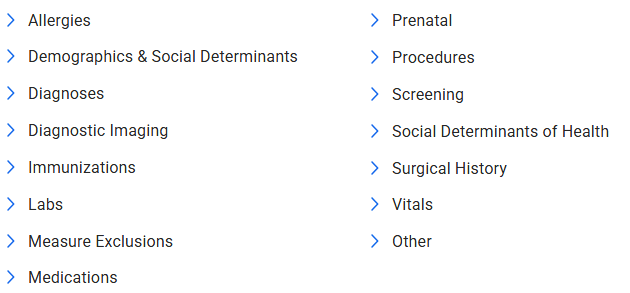 Allergies
Demographics & Social Determinants
Diagnoses
Diagnostic Imaging
Immunizations
Labs
Measure Exclusions
Medications
Prenatal
Procedures
Screening
Social Determinants of Health
Surgical History
Vitals
Other